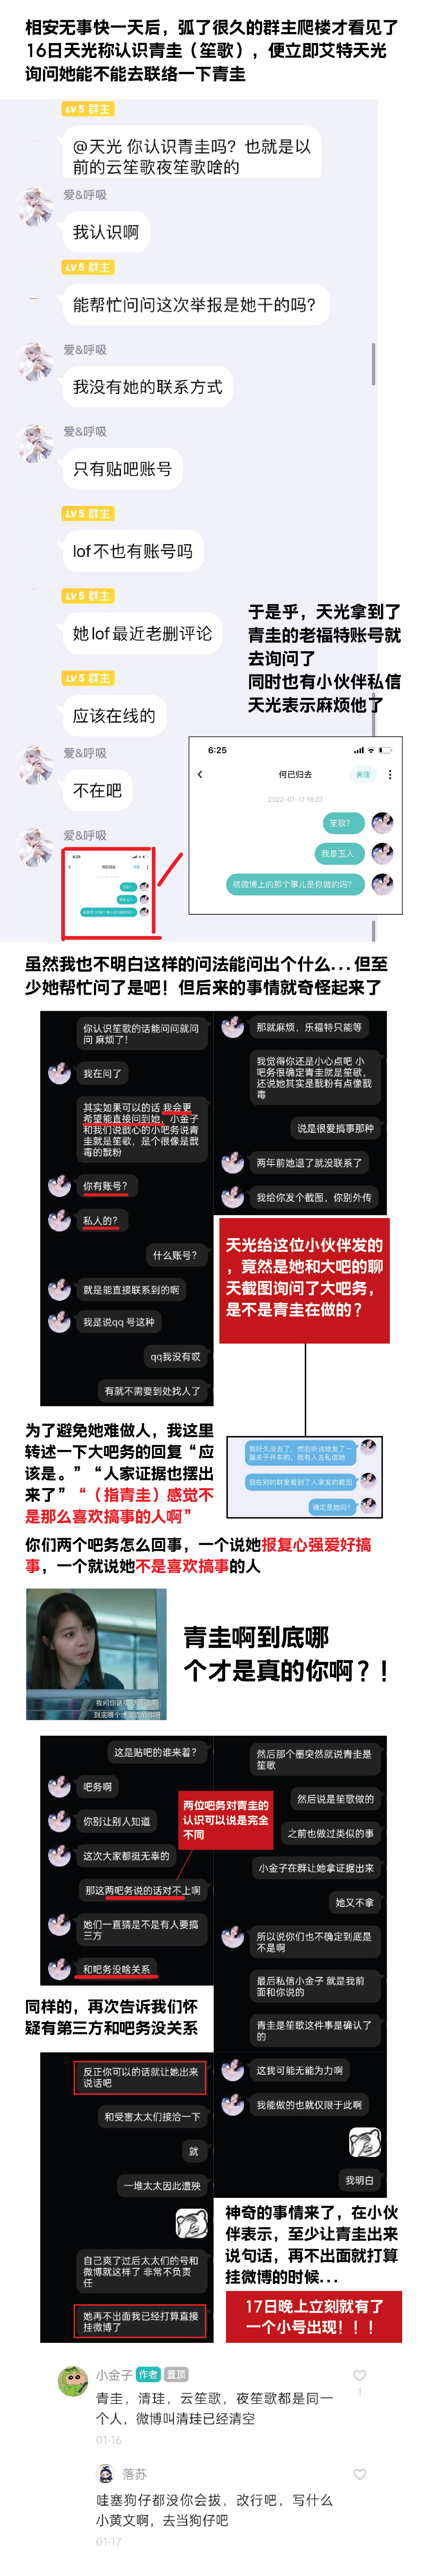 相安无事快一天后，弧了很久的群主爬楼才看见了
16日天光称认识青圭（笙歌），便立即艾特天光
询问她能不能去联络一下青圭
LV5 群主
@天光 你认识青圭吗？也就是以
前的云笙歌夜笙歌啥的
爱&呼吸
我认识啊
LV5 群主
能帮忙问问这次举报是她干的吗？
爱&呼吸
我没有她的联系方式
爱&呼吸
只有贴吧账号
LV5 群主
lof不也有账号吗
LV5 群主
她lof最近老删评论
LV5 群主
应该在线的
爱&呼吸
不在吧
爱&呼吸
于是乎，天光拿到了
青圭的老福特账号就
去询问了
同时也有小伙伴私信
天光表示麻烦他了
6:25
何已归去
关注
2022-01-17 18:23
笙歌？
我是玉人
就微博上的那个事儿是你做的吗？
虽然我也不明白这样的问法能问出个什么...但至
少她帮忙问了是吧！但后来的事情就奇怪起来了
你认识笙歌的话能问问就问
问 麻烦了！
我在问了
其实如果可以的话 我会更
希望能直接问到她，小金子
和我们说戳心的小吧务说青
圭就是笙歌，是个很像是戳
毒的戳粉
你有账号？
私人的？
什么账号？
就是能直接联系到的啊
我是说qq 号这种
qq我没有哎
有就不需要到处找人了
那就麻烦，乐福特只能等
我觉得你还是小心点吧 小
吧务很确定青圭就是笙歌，
还说她其实是戳粉有点像戳
毒
说是很爱搞事那种
两年前她退了就没联系了
我给你发个截图，你别外传
天光给这位小伙伴发的
，竟然是她和大吧的聊
天截图询问了大吧务，
是不是青圭在做的？
为了避免她难做人，我这里
转述一下大吧务的回复“应
该是。”“人家证据也摆出
来了”“（指青圭）感觉不
是那么喜欢搞事的人啊”
我好久没去了，然后听说她发了一
篇关于开车的，就有人去私信她
我在别的群里看到了人家发的截图
确定是她吗？
你们两个吧务怎么回事，一个说她报复心强爱好搞
事，一个就说她不是喜欢搞事的人
我问你话
到底哪个才是真的你啊
青圭啊到底哪
个才是真的你啊？！
这是贴吧的谁来着？
吧务啊
你别让别人知道
这次大家都挺无辜的
那这两吧务说的话对不上啊
她们一直猜是不是有人要搞
三方
和吧务没啥关系
两位吧务对青圭的
认识可以说是完全
不同
然后那个墨突然就说青圭是
笙歌
然后说是笙歌做的
之前也做过类似的事
小金子在群让她拿证据出来
她又不拿
所以说你们也不确定到底是
不是啊
最后私信小金子 就是我前
面和你说的
青圭是笙歌这件事是确认了
的
同样的，再次告诉我们怀
疑有第三方和吧务没关系
反正你可以的话就让她出来
说话吧
和受害太太们接洽一下
就
一堆太太因此遭殃
自己爽了过后太太们的号和
微博就这样了 非常不负责
任
她再不出面我已经打算直接
挂微博了
这我可能无能为力啊
我能做的也就仅限于此啊
我明白
神奇的事情来了，在小伙
伴表示，至少让青圭出来
说句话，再不出面就打算
挂微博的时候...
17日晚上立刻就有了
一个小号出现！！！
小金子 作者 置顶
青圭，清珪，云笙歌，夜笙歌都是同一
个人，微博叫清珪已经清空
1
01-16
落苏
哇塞狗仔都没你会拔，改行吧，写什么
小黄文啊，去当狗仔吧
01-17